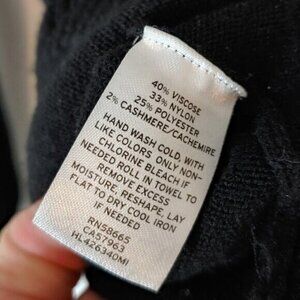 40% VISCOSE
33% NYLON
25% POLYESTER
2% CASHMERE/CACHEMIRE
HAND WASH COLD, WITH
LIKE COLORS ONLY NON-
CHLORINE BLEACH IF
NEEDED ROLL IN TOWEL TO
REMOVE EXCESS
MOISTURE, RESHAPE, LAY
FLAT TO DRY COOL IRON
IF NEEDED
RN58665
CA57963
HL426340MI